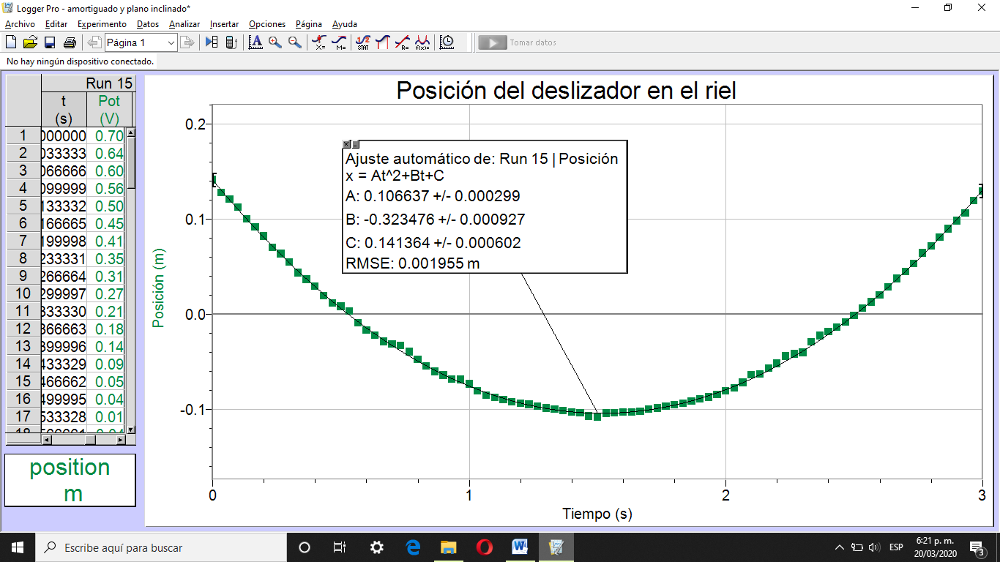 Logger Pro - amortiguado y plano inclinado*
Archivo Editar Experimento Datos Analizar Insertar Opciones Página Ayuda
Página 1
X= M= STAT R= f(x)=
Tomar datos
No hay ningún dispositivo conectado.
Run 15
t Pot
(s) (V)
1 000000 0.70
2 033333 0.64
3 066666 0.60
4 099999 0.56
5 133332 0.50
6 166665 0.45
7 199998 0.41
8 233331 0.35
9 266664 0.31
10 299997 0.27
11 333330 0.21
12 366663 0.18
13 399996 0.14
14 433329 0.09
15 466662 0.05
16 499995 0.04
17 533328 0.01
position
m
Posición del deslizador en el riel
0.2
0.1
0.0
-0.1
Posición (m)
Ajuste automático de: Run 15 | Posición
x = At^2+Bt+C
A: 0.106637 +/- 0.000299
B: -0.323476 +/- 0.000927
C: 0.141364 +/- 0.000602
RMSE: 0.001955 m
0 1 2 3
Tiempo (s)
Escribe aquí para buscar
ESP
6:21 p. m.
20/03/2020
3